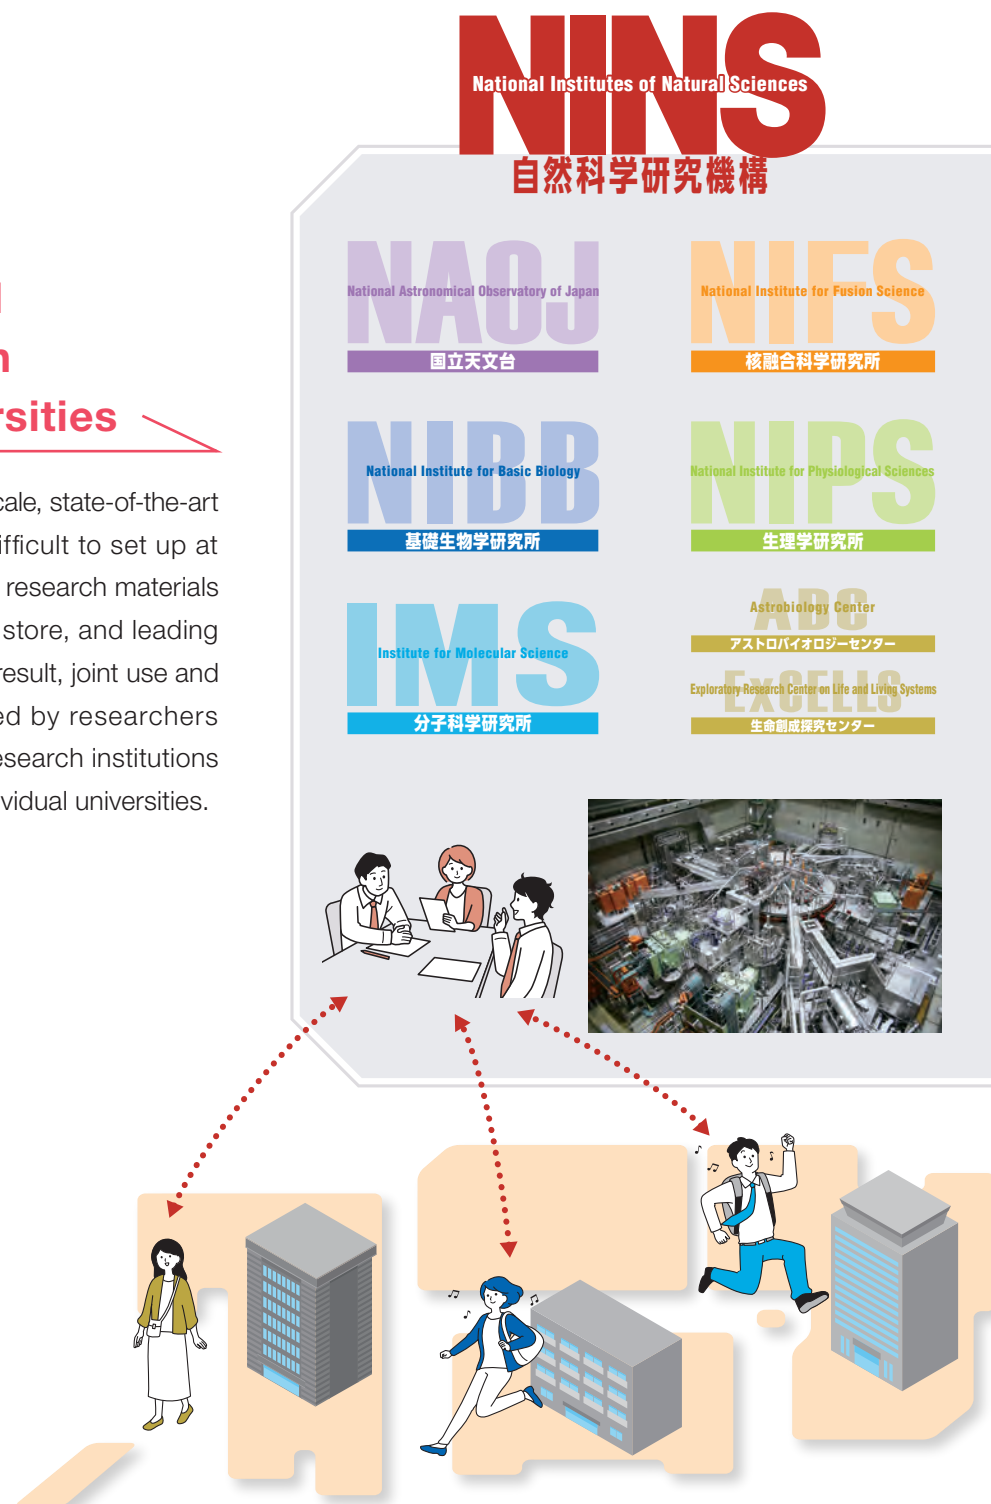 NINS
National Institutes of Natural Sciences
自然科学研究機構
NAOJ
National Astronomical Observatory of Japan
国立天文台
NIFS
National Institute for Fusion Science
核融合科学研究所
rsities
NIBB
National Institute for Basic Biology
基礎生物学研究所
NIPS
National Institute for Physiological Sciences
生理学研究所
cale, state-of-the-art
ifficult to set up at
research materials
store, and leading
result, joint use and
ed by researchers
esearch institutions
vidual universities.
IMS
Institute for Molecular Science
分子科学研究所
ABC
Astrobiology Center
アストロバイオロジーセンター
ExCELLS
Exploratory Research Center on Life and Living Systems
生命創成探究センター